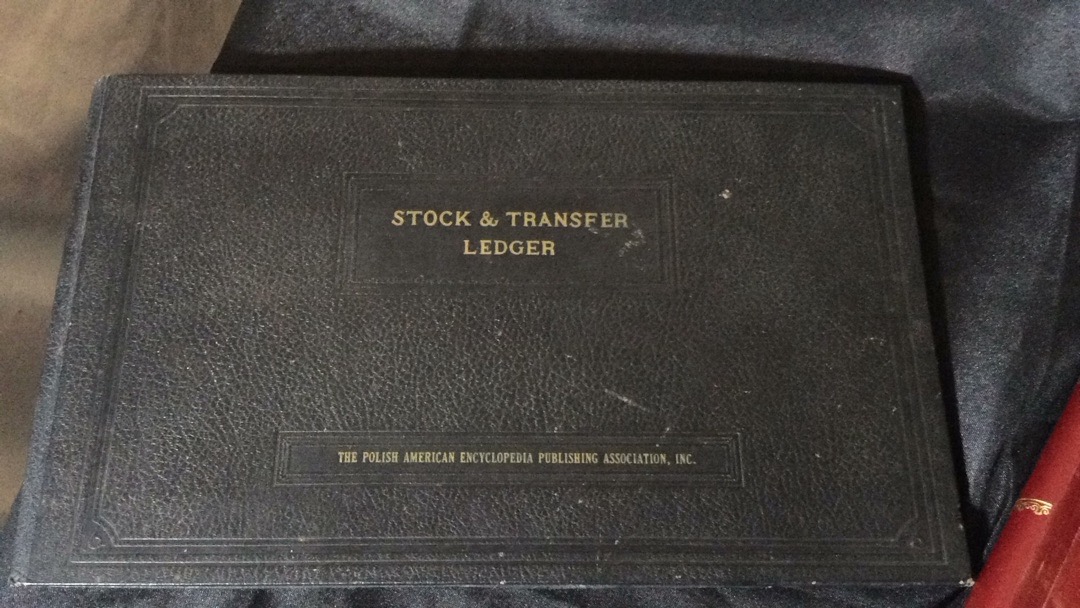 STOCK & TRANSFER
LEDGER
THE POLISH AMERICAN ENCYCLOPEDIA PUBLISHING ASSOCIATION, INC.